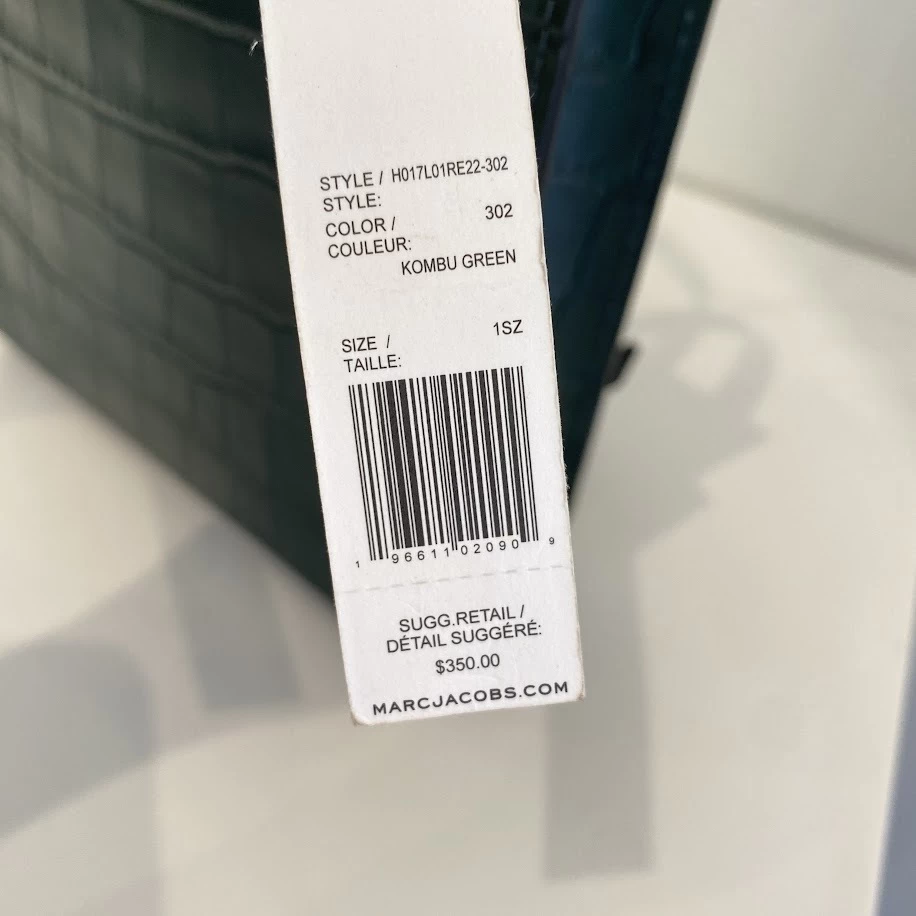 STYLE / H017L01RE22-302
STYLE:
COLOR / 302
COULEUR:
KOMBU GREEN
SIZE / 1SZ
TAILLE:
1 96611 02090 9
SUGG.RETAIL /
DÉTAIL SUGGÉRÉ:
$350.00
MARCJACOBS.COM